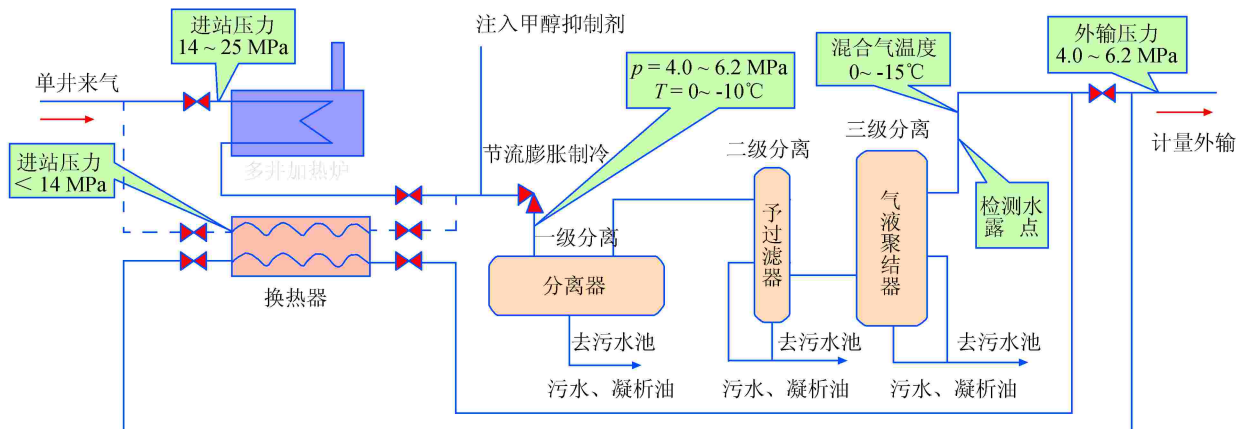 进站压力
14 ~ 25 MPa
注入甲醇抑制剂
外输压力
4.0 ~ 6.2 MPa
混合气温度
0~ -15℃
p = 4.0 ~ 6.2 MPa
T = 0~ -10℃
单井来气
计量外输
三级分离
二级分离
节流膨胀制冷
多井加热炉
进站压力
< 14 MPa
检测水
露 点
予过滤器
气液聚结器
一级分离
分离器
换热器
去污水池
去污水池
去污水池
污水、凝析油
污水、凝析油
污水、凝析油